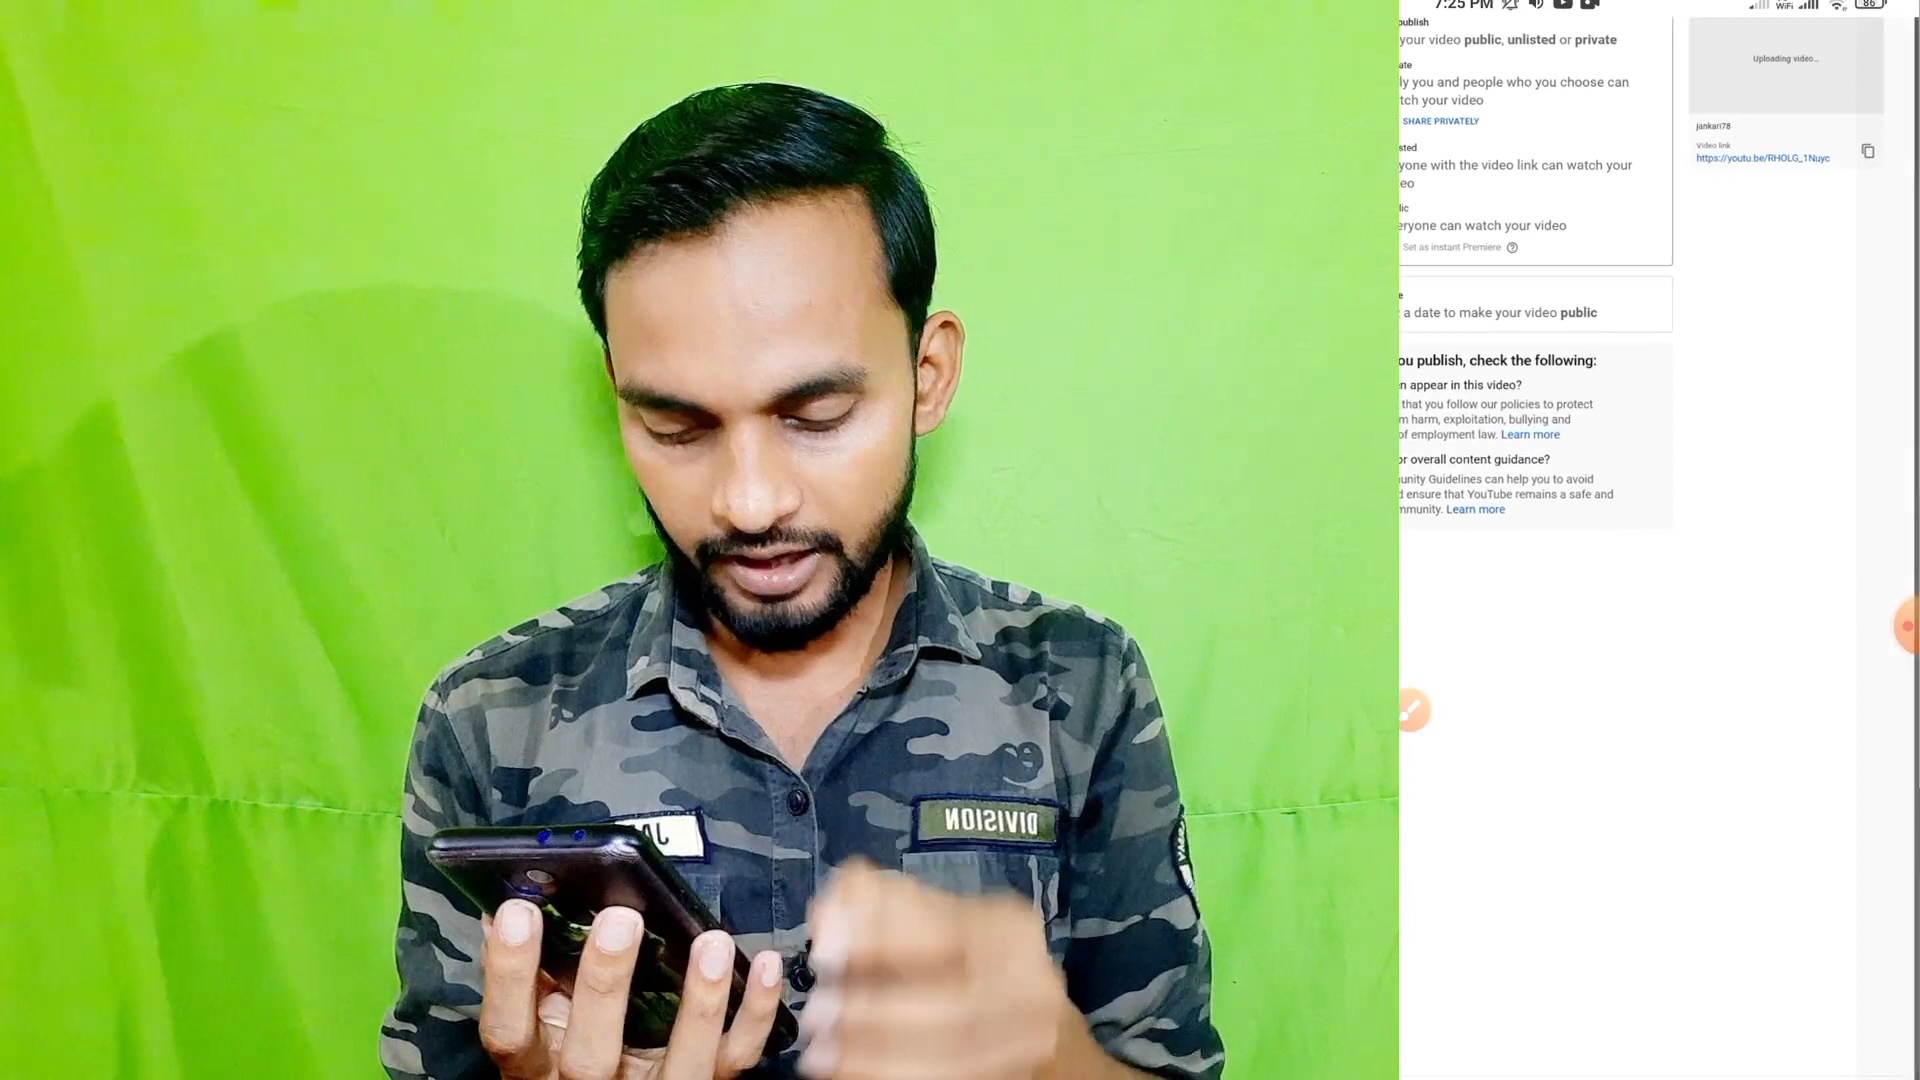 7:25 PM
WiFi
86
publish
your video public, unlisted or private
ate
ly you and people who you choose can
tch your video
SHARE PRIVATELY
sted
yone with the video link can watch your
eo
lic
eryone can watch your video
Set as instant Premiere
e
a date to make your video public
ou publish, check the following:
n appear in this video?
that you follow our policies to protect
m harm, exploitation, bullying and
of employment law. Learn more
or overall content guidance?
unity Guidelines can help you to avoid
d ensure that YouTube remains a safe and
mmunity. Learn more
Uploading video...
jankari78
Video link
https://youtu.be/RHOLG_1Nuyc
DIVISION